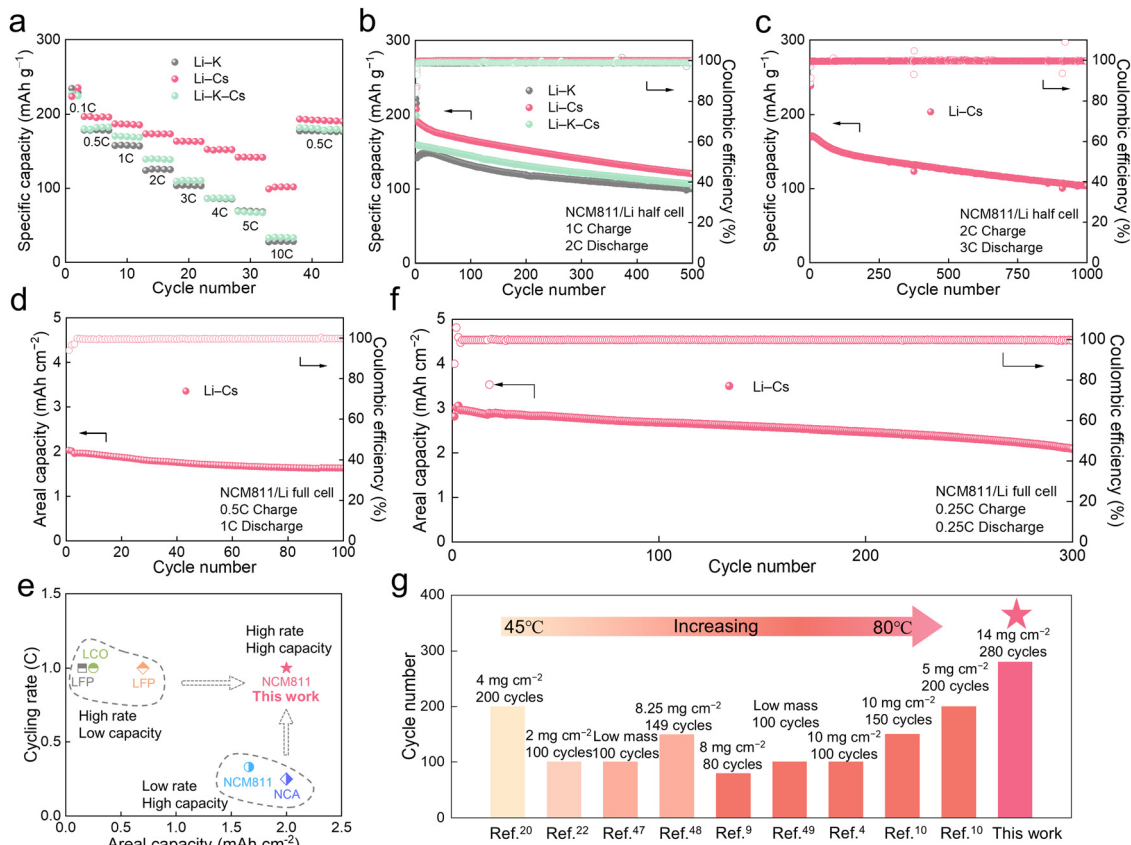 a
Specific capacity (mAh g⁻¹)
300
200
100
0
0.1C
0.5C
1C
2C
3C
4C
5C
10C
0.5C
Li–K
Li–Cs
Li–K–Cs
0 10 20 30 40
Cycle number
b
Specific capacity (mAh g⁻¹)
300
200
100
0
Li–K
Li–Cs
Li–K–Cs
NCM811/Li half cell
1C Charge
2C Discharge
0 100 200 300 400 500
Cycle number
100
80
60
40
20
0
Coulombic efficiency (%)
c
Specific capacity (mAh g⁻¹)
300
200
100
0
Li–Cs
NCM811/Li half cell
2C Charge
3C Discharge
0 250 500 750 1000
Cycle number
100
80
60
40
20
0
Coulombic efficiency (%)
d
Areal capacity (mAh cm⁻²)
5
4
3
2
1
0
Li–Cs
NCM811/Li full cell
0.5C Charge
1C Discharge
0 20 40 60 80 100
Cycle number
100
80
60
40
20
0
Coulombic efficiency (%)
f
Areal capacity (mAh cm⁻²)
5
4
3
2
1
0
Li–Cs
NCM811/Li full cell
0.25C Charge
0.25C Discharge
0 100 200 300
Cycle number
100
80
60
40
20
0
Coulombic efficiency (%)
e
Cycling rate (C)
1.5
1.0
0.5
0.0
LCO
LFP
LFP
High rate
Low capacity
High rate
High capacity
NCM811
This work
Low rate
High capacity
NCM811
NCA
0.0 0.5 1.0 1.5 2.0 2.5
Areal capacity (mAh cm⁻²)
g
Cycle number
400
300
200
100
0
45℃ Increasing 80℃
4 mg cm⁻²
200 cycles
2 mg cm⁻²
100 cycles
Low mass
100 cycles
8.25 mg cm⁻²
149 cycles
8 mg cm⁻²
80 cycles
Low mass
100 cycles
10 mg cm⁻²
100 cycles
10 mg cm⁻²
150 cycles
5 mg cm⁻²
200 cycles
14 mg cm⁻²
280 cycles
Ref.²⁰ Ref.²² Ref.⁴⁷ Ref.⁴⁸ Ref.⁹ Ref.⁴⁹ Ref.⁴ Ref.¹⁰ Ref.¹⁰ This work